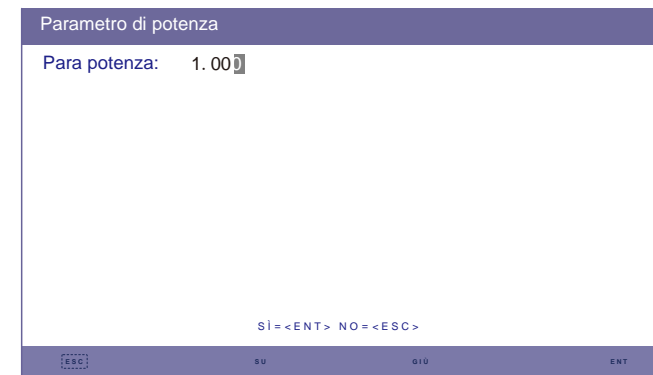 Parametro di potenza
Para potenza: 1. 000
SÌ=<ENT> NO=<ESC>
ESC SU GIÙ ENT